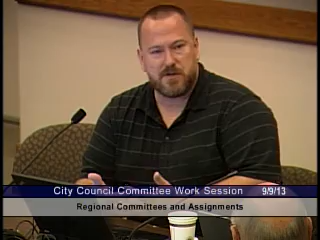 City Council Committee Work Session 9/9/13
Regional Committees and Assignments